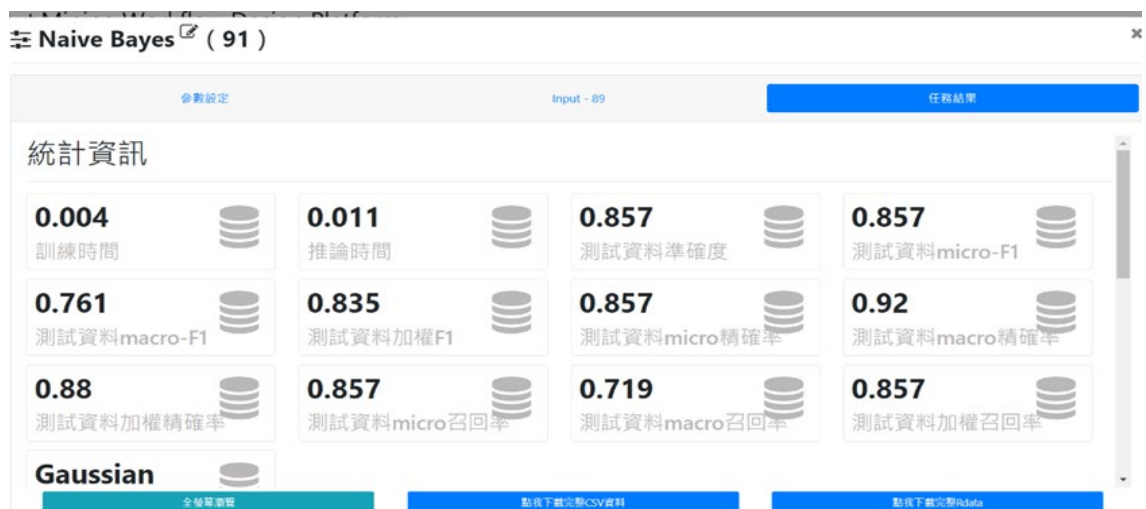 Naive Bayes ( 91 )
×
參數設定
Input - 89
任務結果
統計資訊
0.004
訓練時間
0.011
推論時間
0.857
測試資料準確度
0.857
測試資料micro-F1
0.761
測試資料macro-F1
0.835
測試資料加權F1
0.857
測試資料micro精確率
0.92
測試資料macro精確率
0.88
測試資料加權精確率
0.857
測試資料micro召回率
0.719
測試資料macro召回率
0.857
測試資料加權召回率
Gaussian
全螢幕瀏覽
點我下載完整CSV資料
點我下載完整Rdata